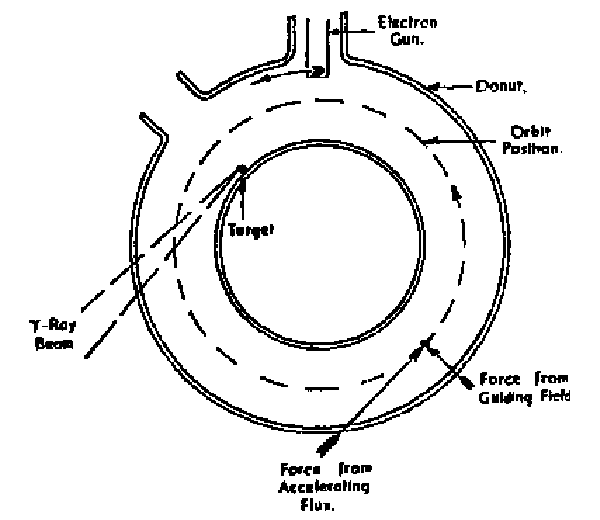 Electron
Gun.
Donut.
Orbit
Position.
Target
γ-Ray
Beam
Force from
Guiding Field
Force from
Accelerating
Flux.